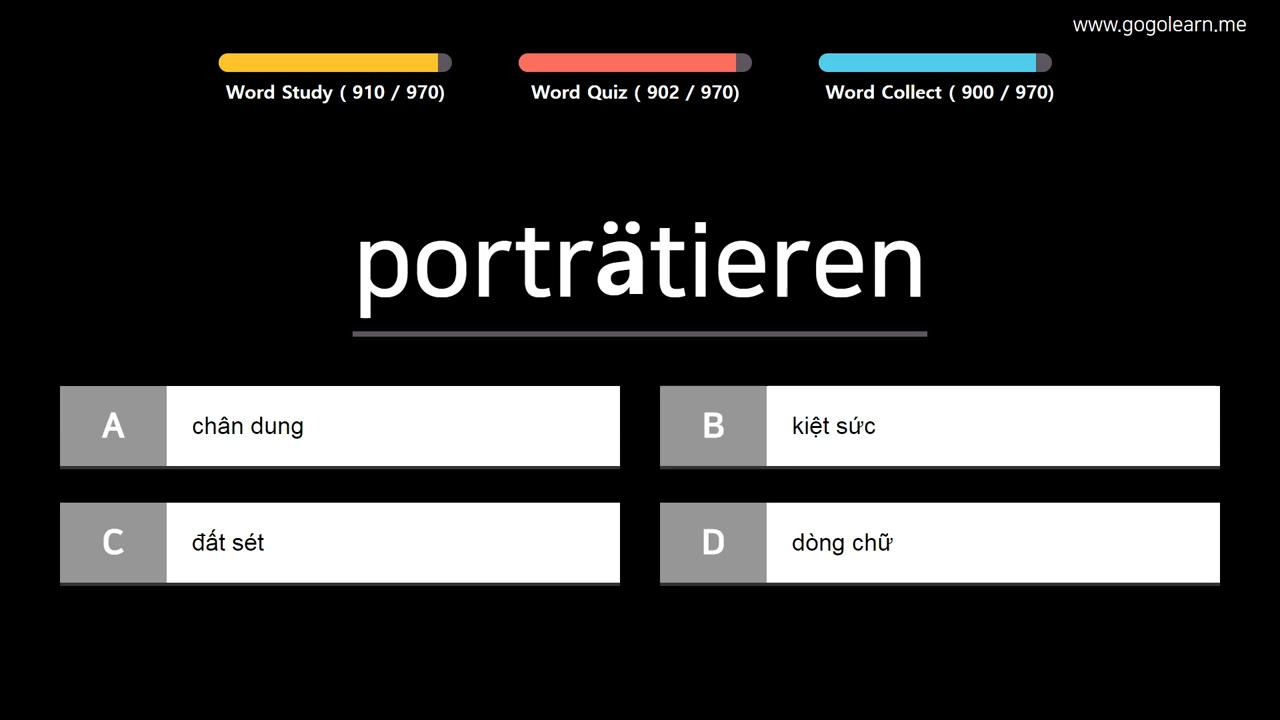 www.gogolearn.me
Word Study ( 910 / 970)
Word Quiz ( 902 / 970)
Word Collect ( 900 / 970)
porträtieren
A chân dung
B kiệt sức
C đất sét
D dòng chữ